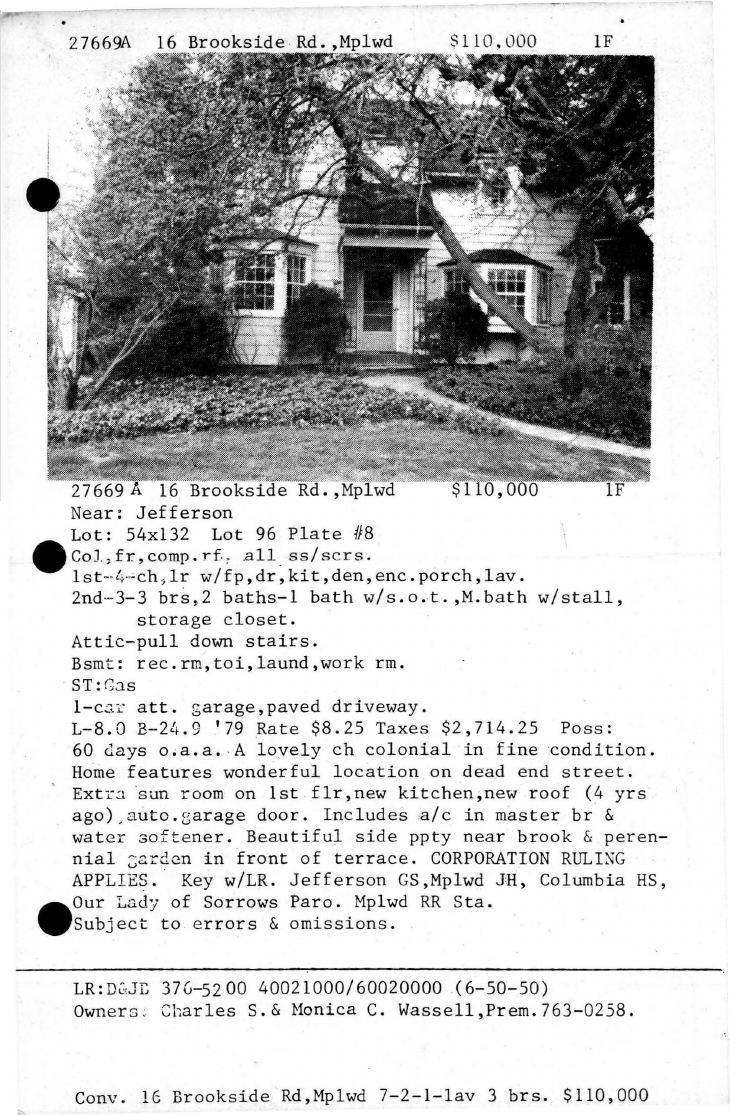 27669A 16 Brookside Rd.,Mplwd $110,000 1F
27669 A 16 Brookside Rd.,Mplwd $110,000 1F
Near: Jefferson
Lot: 54x132 Lot 96 Plate #8
Col,fr,comp.rf. all ss/scrs.
1st-4-ch,lr w/fp,dr,kit,den,enc.porch,lav.
2nd-3-3 brs,2 baths-1 bath w/s.o.t.,M.bath w/stall,
storage closet.
Attic-pull down stairs.
Bsmt: rec.rm,toi,laund,work rm.
ST:Gas
1-car att. garage,paved driveway.
L-8.0 B-24.9 '79 Rate $8.25 Taxes $2,714.25 Poss:
60 days o.a.a. A lovely ch colonial in fine condition.
Home features wonderful location on dead end street.
Extra sun room on 1st flr,new kitchen,new roof (4 yrs
ago),auto.garage door. Includes a/c in master br &
water softener. Beautiful side ppty near brook & peren-
nial garden in front of terrace. CORPORATION RULING
APPLIES. Key w/LR. Jefferson GS,Mplwd JH, Columbia HS,
Our Lady of Sorrows Paro. Mplwd RR Sta.
Subject to errors & omissions.
LR:D&JE 376-5200 40021000/60020000 (6-50-50)
Owners: Charles S.& Monica C. Wassell,Prem.763-0258.
Conv. 16 Brookside Rd,Mplwd 7-2-1-lav 3 brs. $110,000